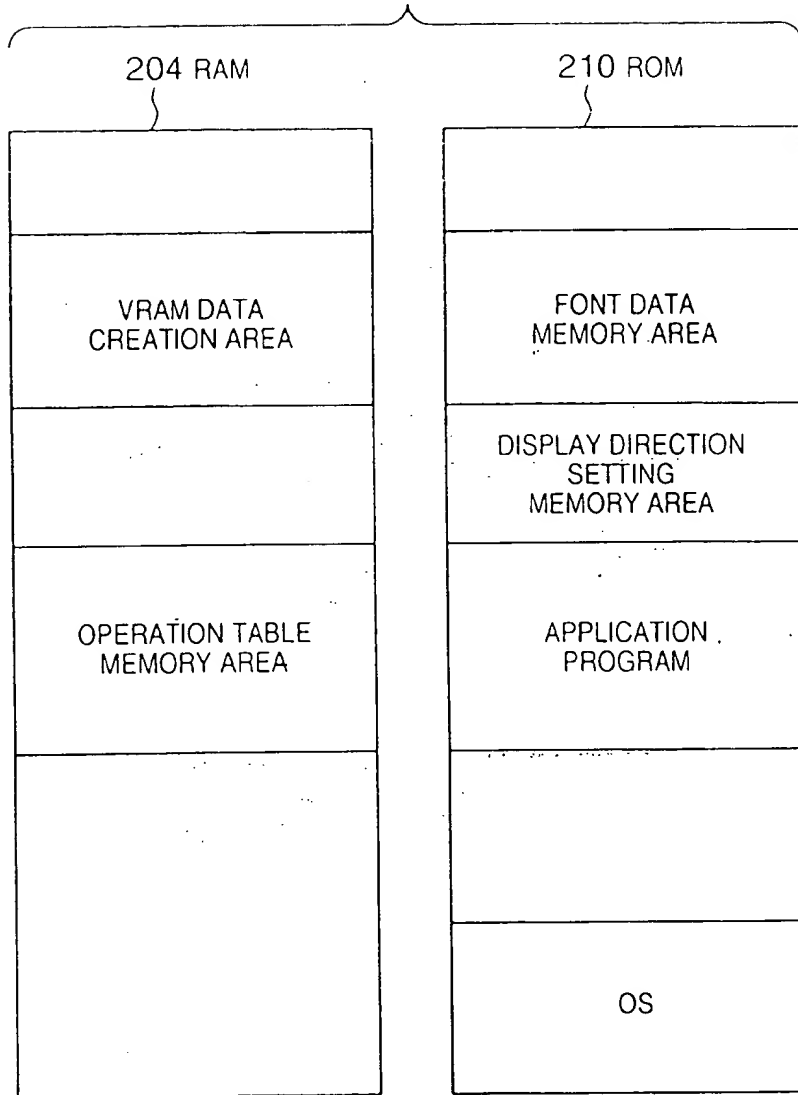 204 RAM
VRAM DATA
CREATION AREA
OPERATION TABLE
MEMORY AREA
210 ROM
FONT DATA
MEMORY AREA
DISPLAY DIRECTION
SETTING
MEMORY AREA
APPLICATION
PROGRAM
OS